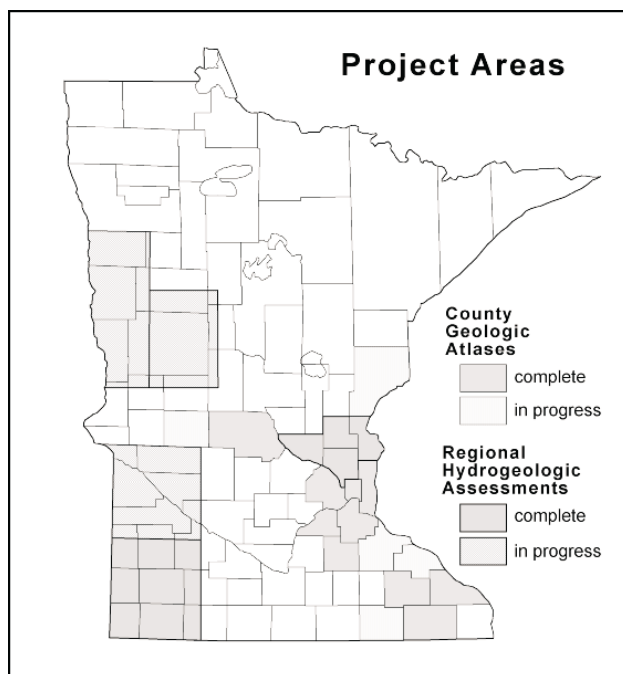 Project Areas
County
Geologic
Atlases
complete
in progress
Regional
Hydrogeologic
Assessments
complete
in progress